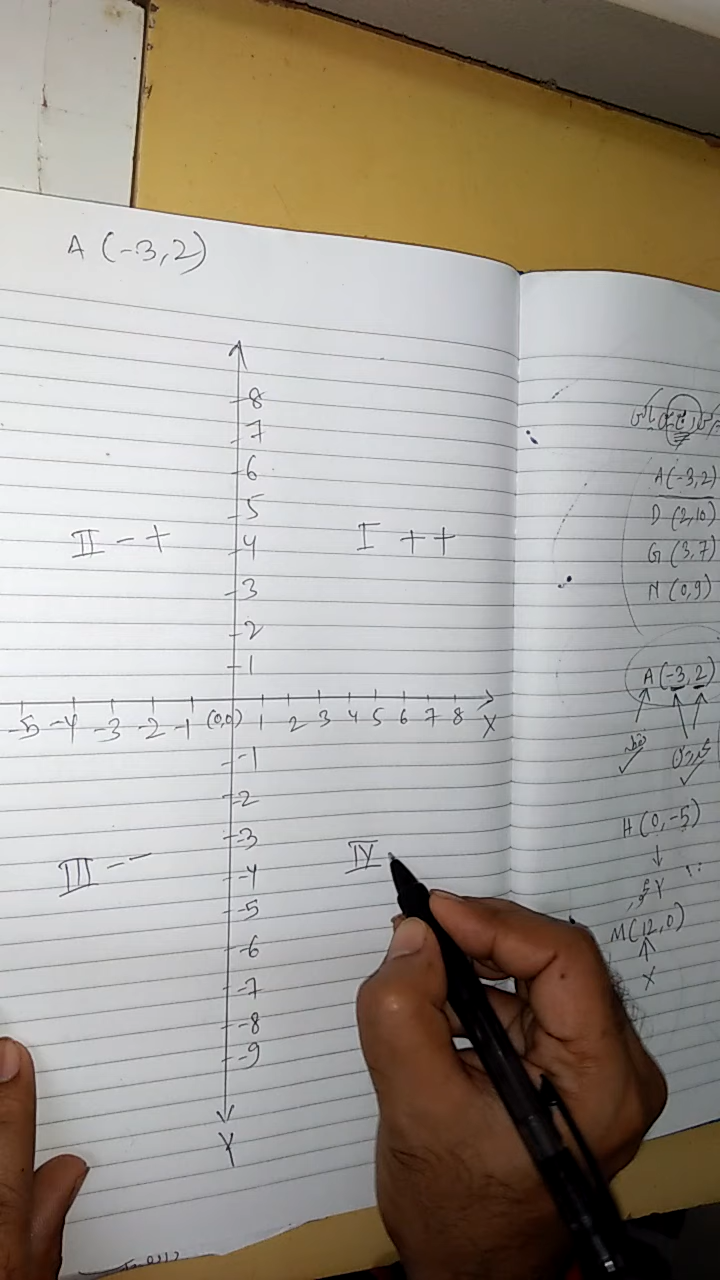 A (-3,2)
8
7
6
5
II - +
I + +
4
3
2
1
-5 -4 -3 -2 -1 (0,0) 1 2 3 4 5 6 7 8 X
-1
-2
-3
III - -
IV
-4
-5
-6
-7
-8
-9
Y
A(-3,2)
D (2,10)
G (3,7)
N (0,9)
A(-3,2)
نقطہ
H(0,-5)
Y
M(12,0)
X